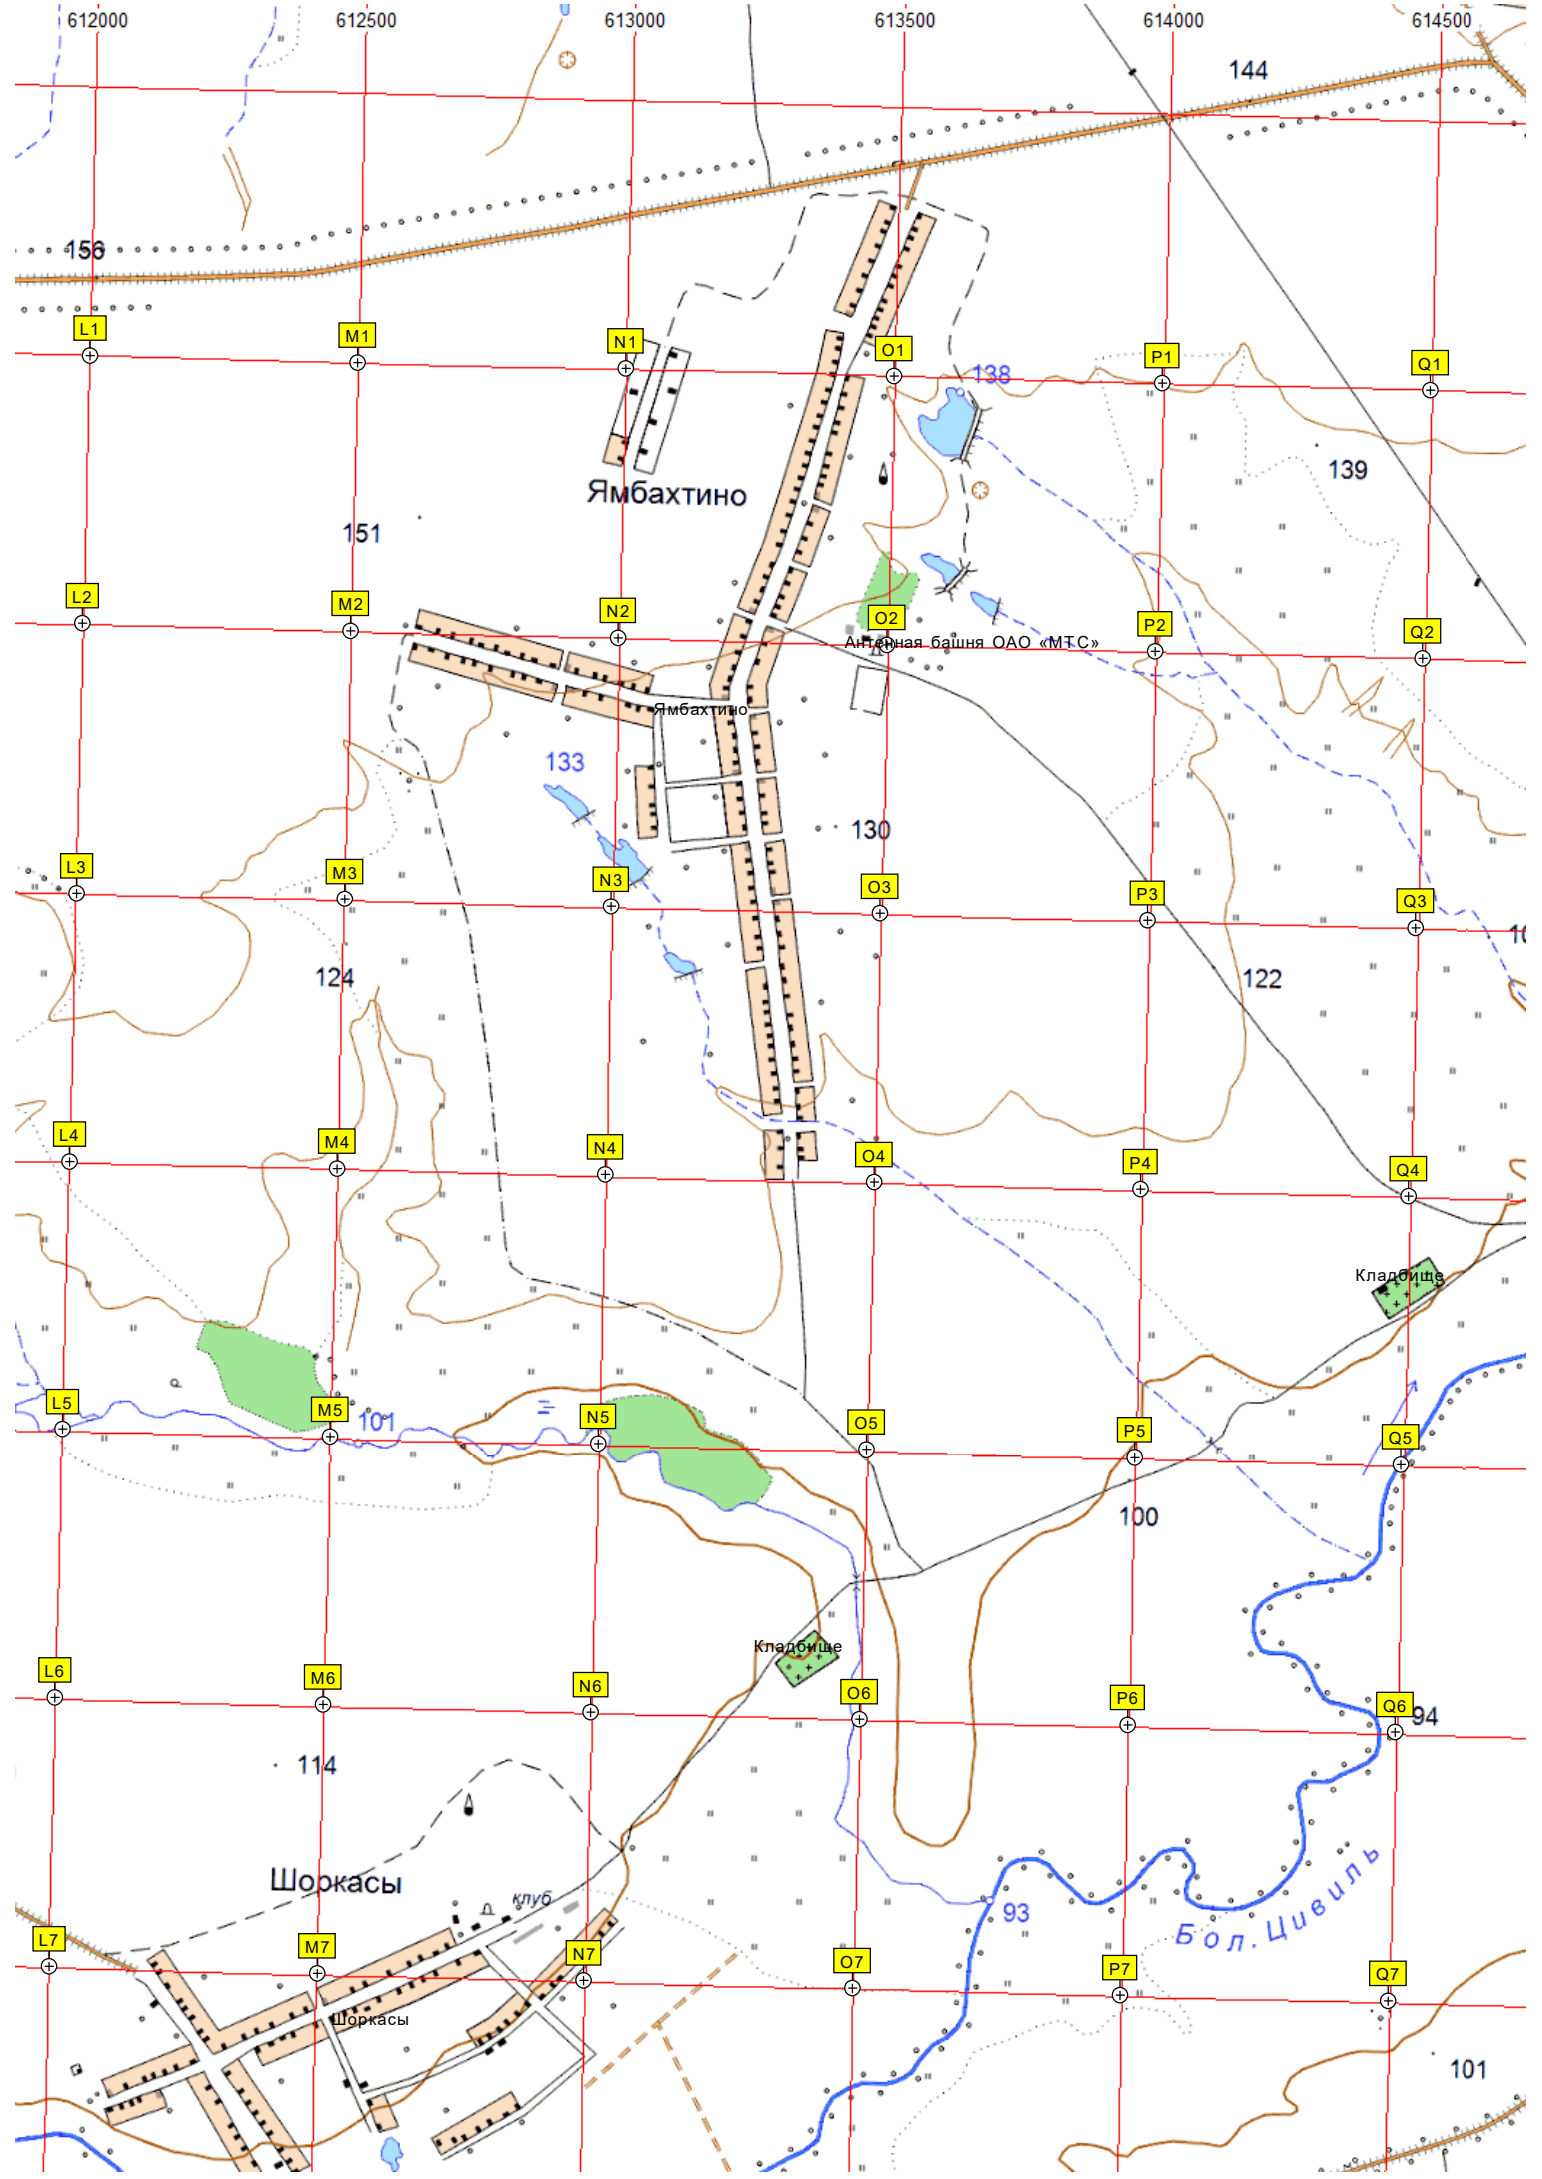 612000 612500 613000 613500 614000 614500
144
156
L1 M1 N1 O1 P1 Q1
138
139
Ямбахтино
151
L2 M2 N2 O2 P2 Q2
Антенная башня ОАО «МТС»
Ямбахтино
133
130
L3 M3 N3 O3 P3 Q3
124
122
L4 M4 N4 O4 P4 Q4
Кладбище
L5 M5 N5 O5 P5 Q5
101
100
Кладбище
L6 M6 N6 O6 P6 Q6
94
114
Шоркасы
клуб
93
Бол. Цивиль
L7 M7 N7 O7 P7 Q7
Шоркасы
101